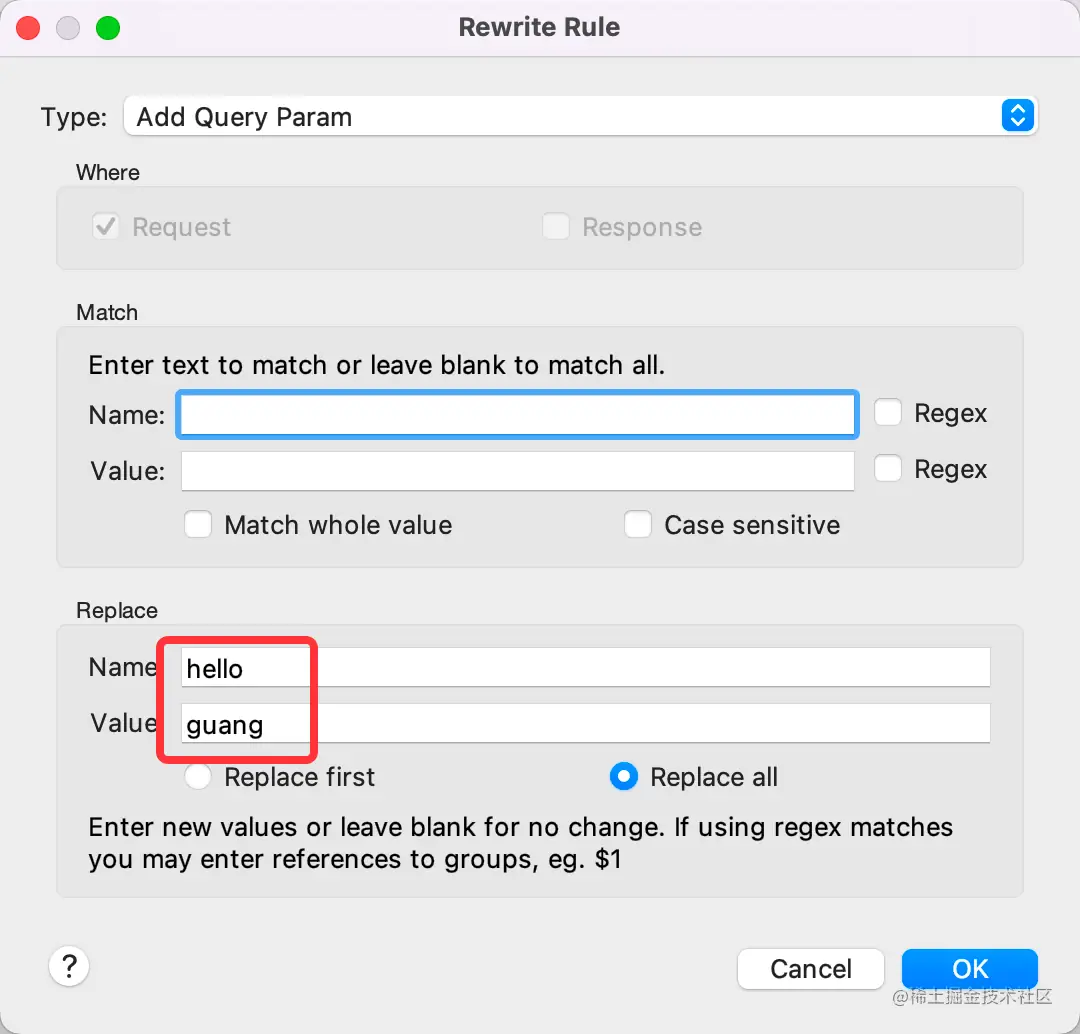 Rewrite Rule
Type: Add Query Param
Where
Request Response
Match
Enter text to match or leave blank to match all.
Name: Regex
Value: Regex
Match whole value Case sensitive
Replace
Name hello
Value guang
Replace first Replace all
Enter new values or leave blank for no change. If using regex matches
you may enter references to groups, eg. $1
? Cancel OK
@稀土掘金技术社区